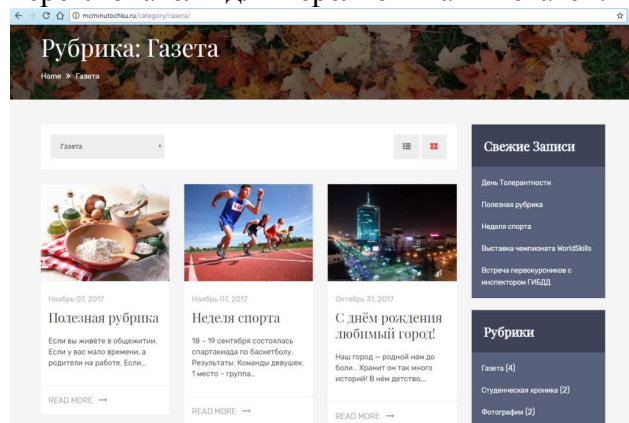 mcminutochku.ru/category/газета/
Рубрика: Газета
Home » Газета
Газета
Ноябрь 07, 2017
Полезная рубрика
Если вы живёте в общежитии.
Если у вас мало времени, а
родители на работе. Если...
READ MORE →
Ноябрь 07, 2017
Неделя спорта
18 – 19 сентября состоялась
спартакиада по баскетболу.
Результаты: Команды девушек:
1 место – группа...
READ MORE →
Октябрь 31, 2017
С днём рождения
любимый город!
Наш город — родной нам до
боли.. Хранит он так много
историй! В нём детство,...
READ MORE →
Свежие Записи
День Толерантности
Полезная рубрика
Неделя спорта
Выставка чемпионата WorldSkills
Встреча первокурсников с
инспектором ГИБДД
Рубрики
Газета (4)
Студенческая хроника (2)
Фотографии (2)